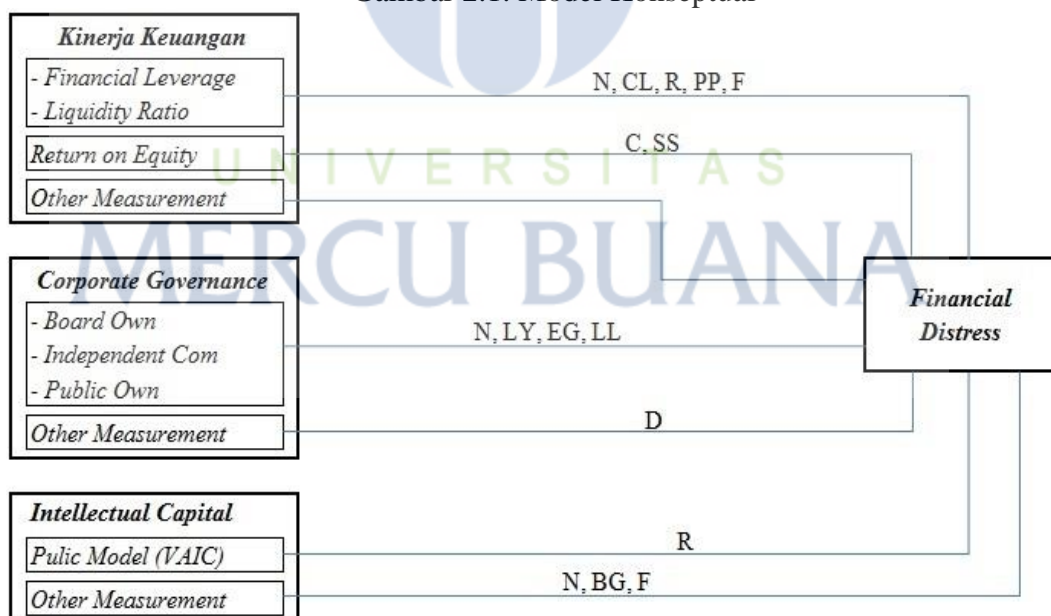 Gambar 2.1. Model Konseptual
Kinerja Keuangan
- Financial Leverage
- Liquidity Ratio
N, CL, R, PP, F
Return on Equity
C, SS
Other Measurement
UNIVERSITAS
MERCU BUANA
Corporate Governance
- Board Own
- Independent Com
- Public Own
N, LY, EG, LL
Other Measurement
D
Financial
Distress
Intellectual Capital
Pulic Model (VAIC)
R
Other Measurement
N, BG, F